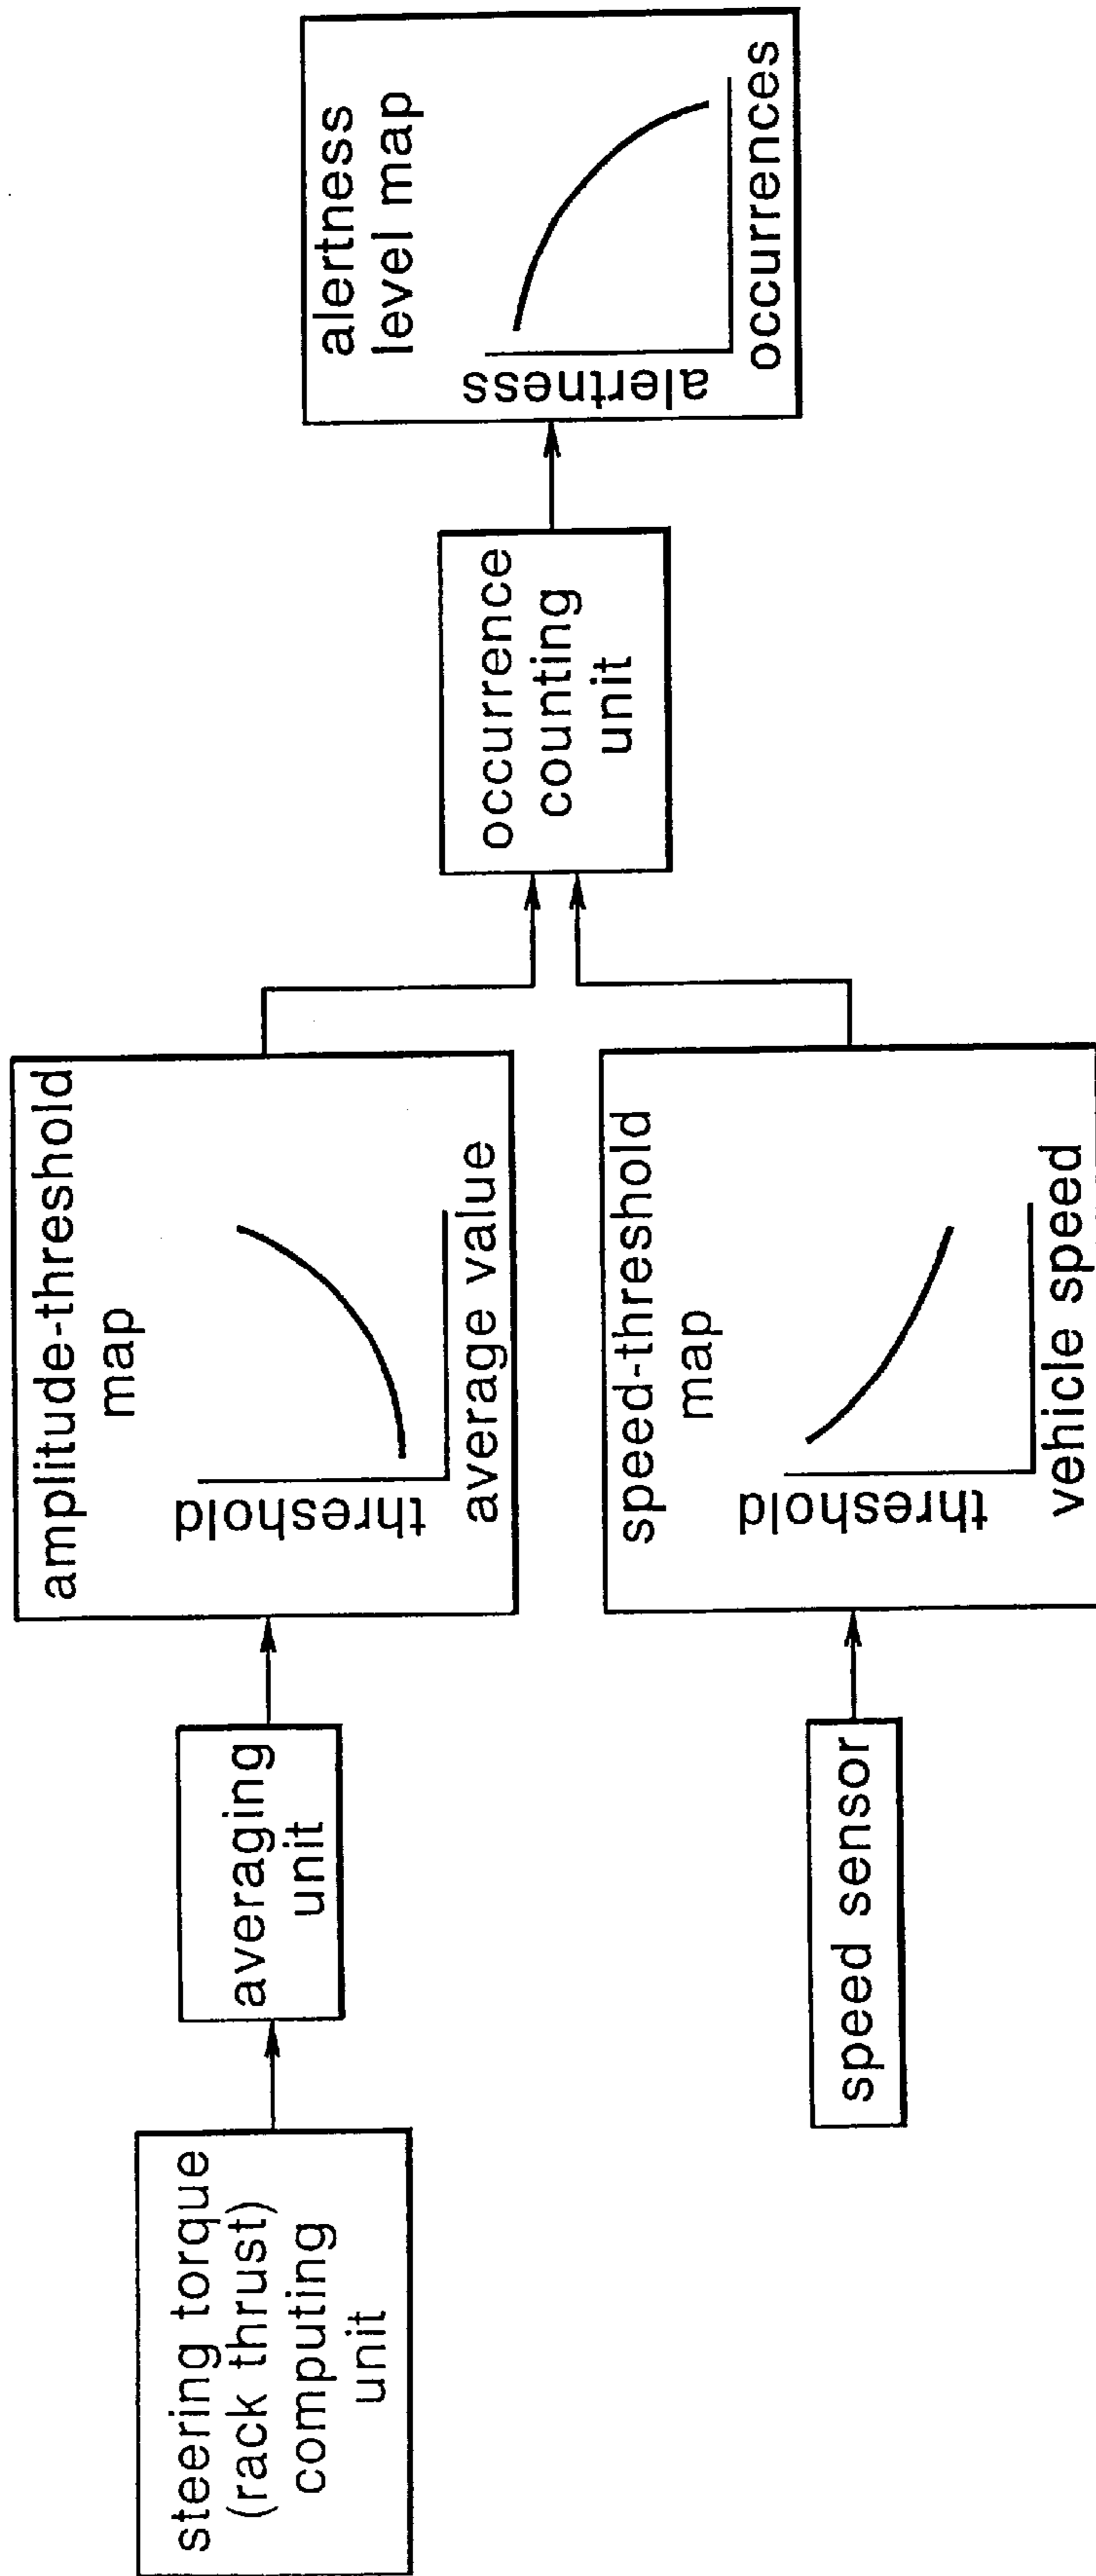 steering torque
(rack thrust)
computing
unit
averaging
unit
amplitude-threshold
map
threshold
average value
speed sensor
speed-threshold
map
threshold
vehicle speed
occurrence
counting
unit
alertness
level map
alertness
occurrences